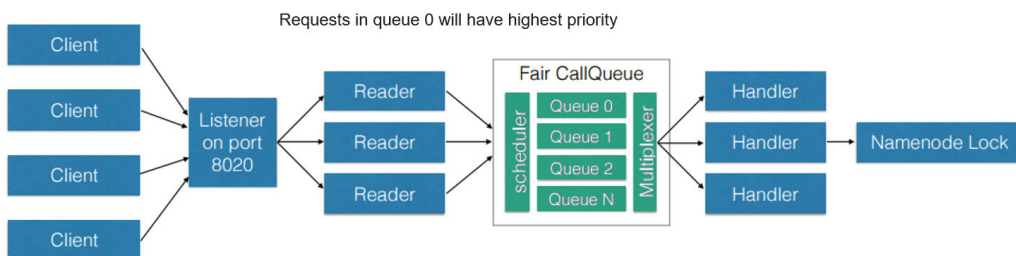 Requests in queue 0 will have highest priority
Client
Client
Client
Client
Listener
on port
8020
Reader
Reader
Reader
Fair CallQueue
scheduler
Queue 0
Queue 1
Queue 2
Queue N
Multiplexer
Handler
Handler
Handler
Namenode Lock